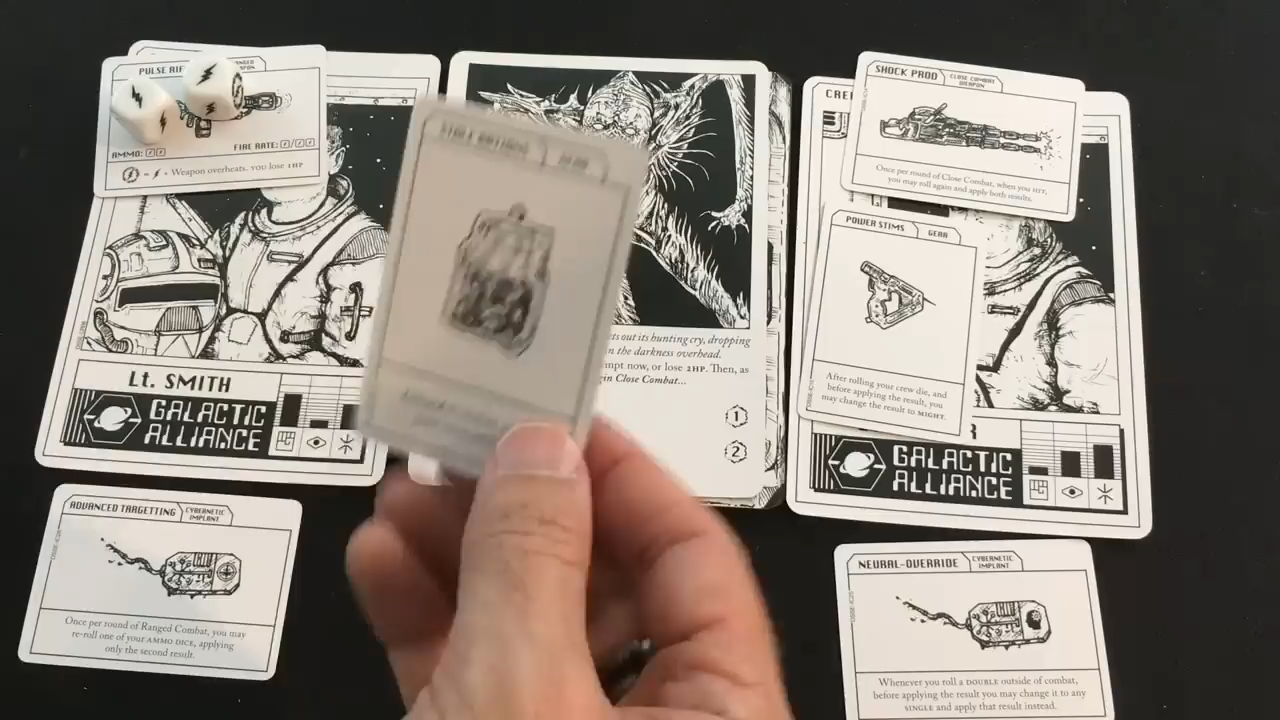 PULSE
AMMO:
FIRE RATE:
= Weapon overheats. you lose 1HP
Lt. SMITH
GALACTIC
ALLIANCE
ADVANCED TARGETTING
CYBERNETIC
IMPLANT
Once per round of Ranged Combat, you may
re-roll one of your AMMO DICE, applying
only the second result.
GEAR
its hunting cry, dropping
the darkness overhead.
now, or lose 2HP. Then, as
Close Combat...
1
2
SHOCK PROD
CLOSE COMBAT
WEAPON
Once per round of Close Combat, when you HIT,
you may roll again and apply both results.
POWER STIMS
GEAR
After rolling your crew die, and
before applying the result, you
may change the result to MIGHT.
GALACTIC
ALLIANCE
NEURAL-OVERRIDE
CYBERNETIC
IMPLANT
Whenever you roll a DOUBLE outside of combat,
before applying the result you may change it to any
SINGLE and apply that result instead.